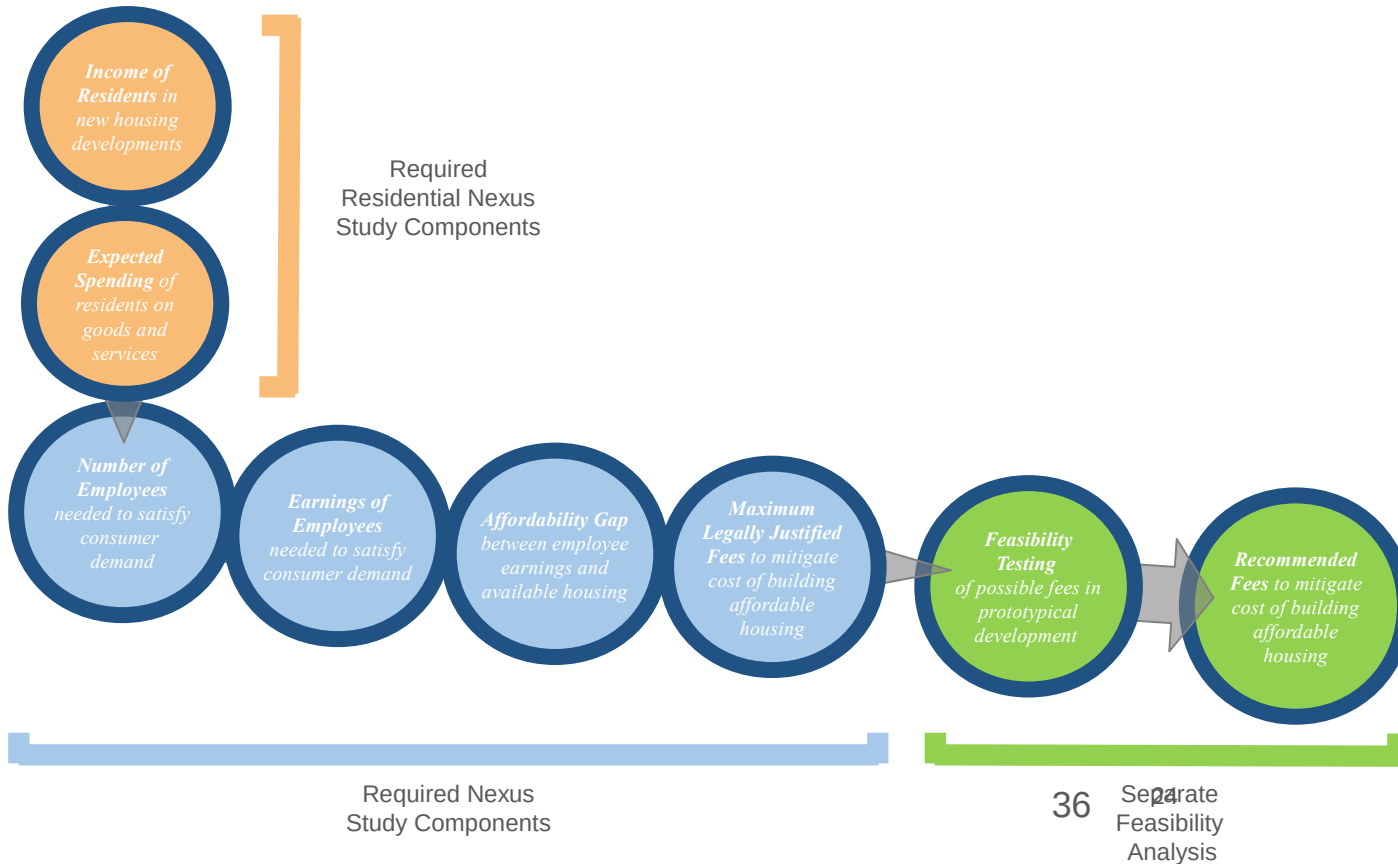 Income of
Residents in
new housing
developments
Required
Residential Nexus
Study Components
Expected
Spending of
residents on
goods and
services
Number of
Employees
needed to satisfy
consumer
demand
Earnings of
Employees
needed to satisfy
consumer demand
Affordability Gap
between employee
earnings and
available housing
Maximum
Legally Justified
Fees to mitigate
cost of building
affordable
housing
Feasibility
Testing
of possible fees in
prototypical
development
Recommended
Fees to mitigate
cost of building
affordable
housing
Required Nexus
Study Components
36
24
Separate
Feasibility
Analysis